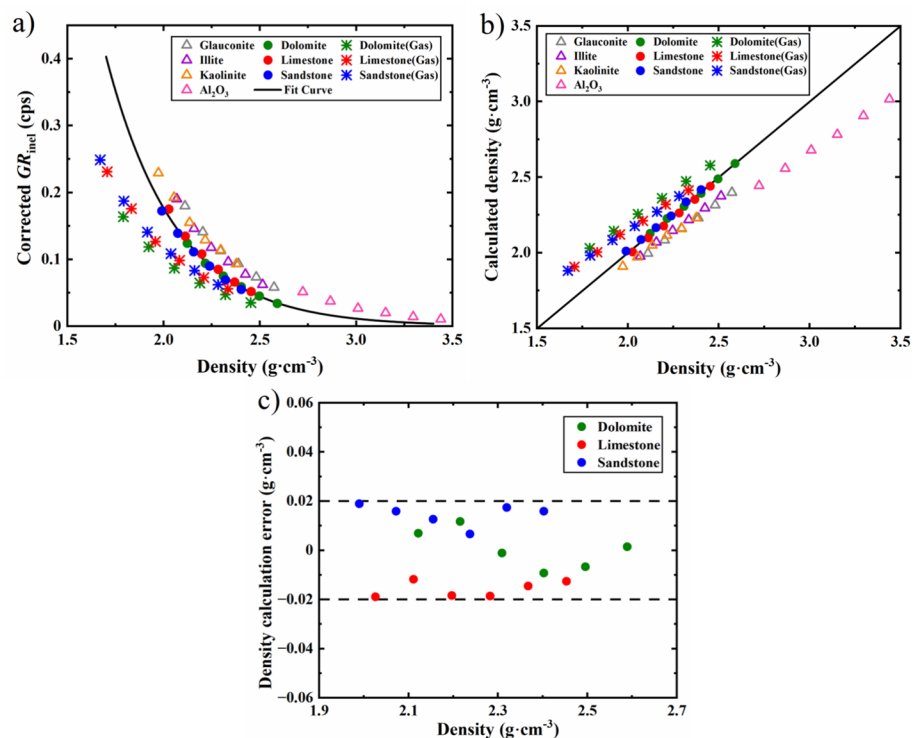 a)
Corrected GRinel (cps)
0.4
0.3
0.2
0.1
0
Glauconite
Dolomite
Dolomite(Gas)
Illite
Limestone
Limestone(Gas)
Kaolinite
Sandstone
Sandstone(Gas)
Al2O3
Fit Curve
1.5
2.0
2.5
3.0
3.5
Density (g·cm-3)
b)
Calculated density (g·cm-3)
3.5
3.0
2.5
2.0
1.5
Glauconite
Dolomite
Dolomite(Gas)
Illite
Limestone
Limestone(Gas)
Kaolinite
Sandstone
Sandstone(Gas)
Al2O3
1.5
2.0
2.5
3.0
3.5
Density (g·cm-3)
c)
Density calculation error (g·cm-3)
0.06
0.04
0.02
0
−0.02
−0.04
−0.06
Dolomite
Limestone
Sandstone
1.9
2.1
2.3
2.5
2.7
Density (g·cm-3)